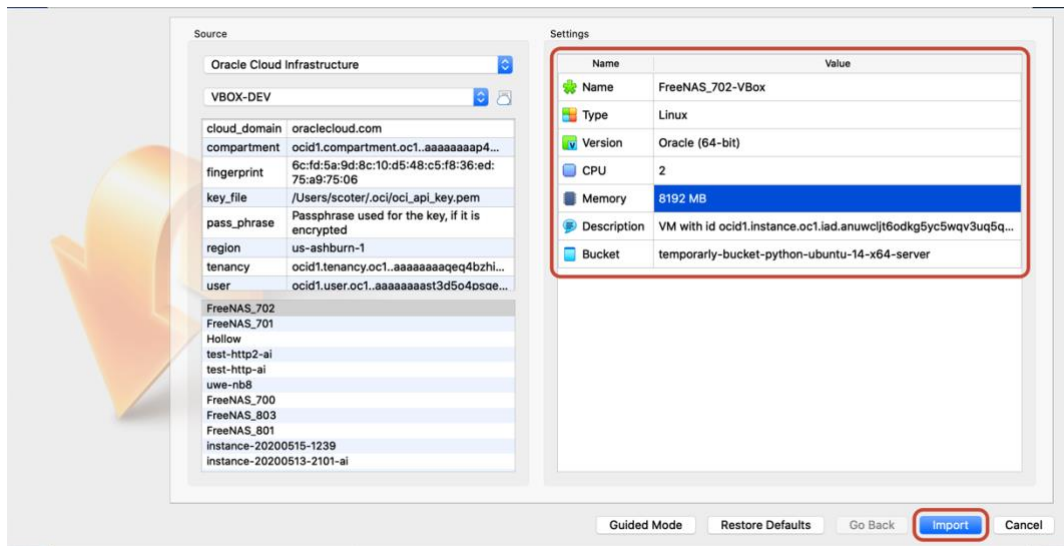 Source
Oracle Cloud Infrastructure
VBOX-DEV
cloud_domain oraclecloud.com
compartment ocid1.compartment.oc1..aaaaaaaap4...
fingerprint 6c:fd:5a:9d:8c:10:d5:48:c5:f8:36:ed:
75:a9:75:06
key_file /Users/scoter/.oci/oci_api_key.pem
pass_phrase Passphrase used for the key, if it is
encrypted
region us-ashburn-1
tenancy ocid1.tenancy.oc1..aaaaaaaaqeq4bzhi...
user ocid1.user.oc1..aaaaaaaast3d5o4psqe...
FreeNAS_702
FreeNAS_701
Hollow
test-http2-ai
test-http-ai
uwe-nb8
FreeNAS_700
FreeNAS_803
FreeNAS_801
instance-20200515-1239
instance-20200513-2101-ai
Settings
Name Value
Name FreeNAS_702-VBox
Type Linux
Version Oracle (64-bit)
CPU 2
Memory 8192 MB
Description VM with id ocid1.instance.oc1.iad.anuwcljt6odkg5yc5wqv3uq5q...
Bucket temporarly-bucket-python-ubuntu-14-x64-server
Guided Mode Restore Defaults Go Back Import Cancel